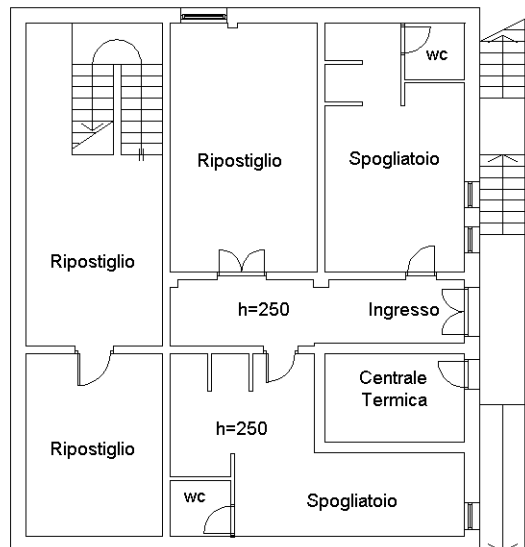 wc
Ripostiglio
Spogliatoio
Ripostiglio
h=250
Ingresso
Centrale
Termica
h=250
Ripostiglio
wc
Spogliatoio